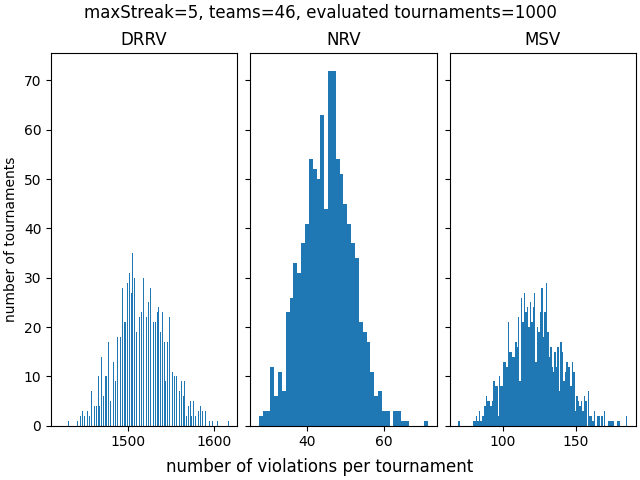 maxStreak=5, teams=46, evaluated tournaments=1000
DRRV
NRV
MSV
number of tournaments
70
60
50
40
30
20
10
0
1500
1600
40
60
100
150
number of violations per tournament